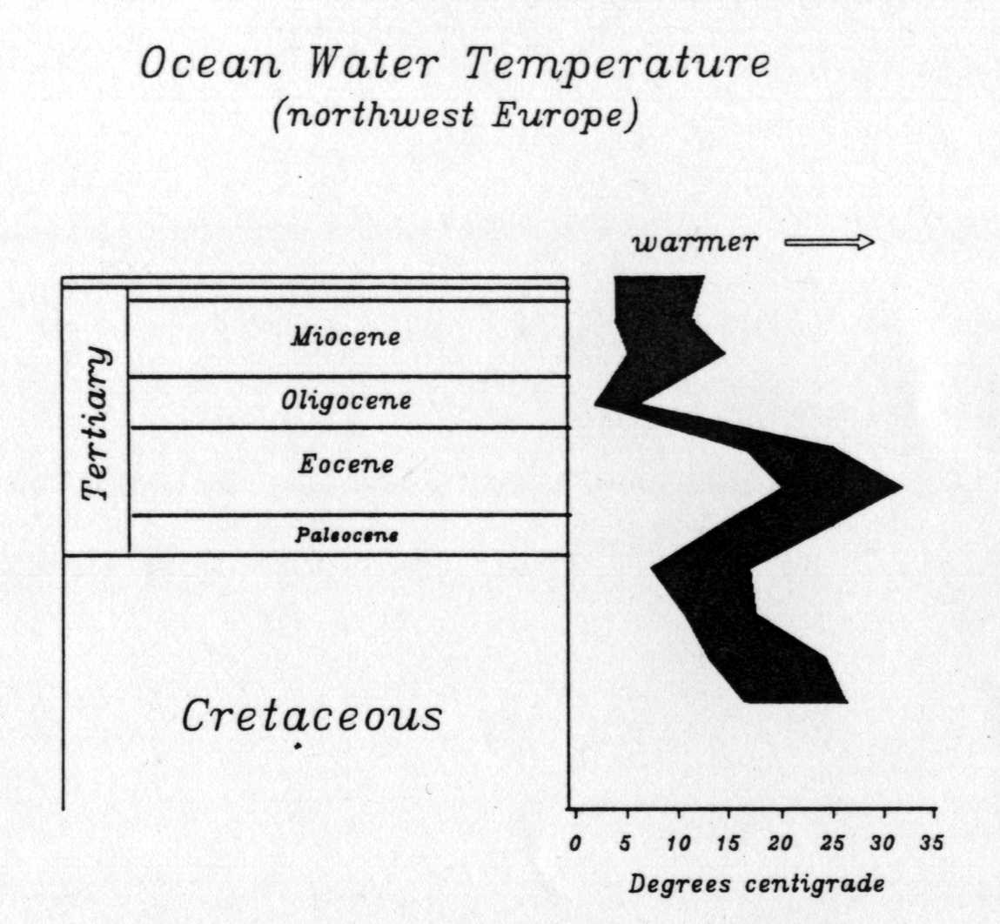 Ocean Water Temperature
(northwest Europe)
warmer
Miocene
Oligocene
Eocene
Paleocene
Tertiary
Cretaceous
0 5 10 15 20 25 30 35
Degrees centigrade